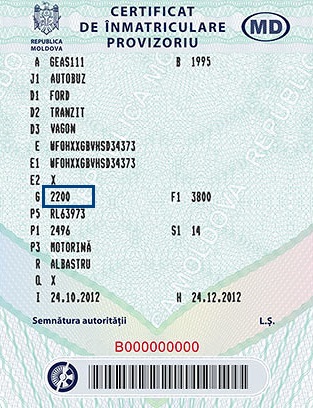 CERTIFICAT
DE ÎNMATRICULARE
PROVIZORIU
REPUBLICA
MOLDOVA
MD
A GEAS111 B 1995
J1 AUTOBUZ
D1 FORD
D2 TRANZIT
D3 VAGON
E WFOHXXGBVHSD34373
E1 WFOHXXGBVHSD34373
E2 X
G 2200 F1 3800
P5 RL63973
P1 2496 S1 14
P3 MOTORINĂ
R ALBASTRU
Q X
I 24.10.2012 H 24.12.2012
Semnătura autorităţii L.Ş.
B000000000